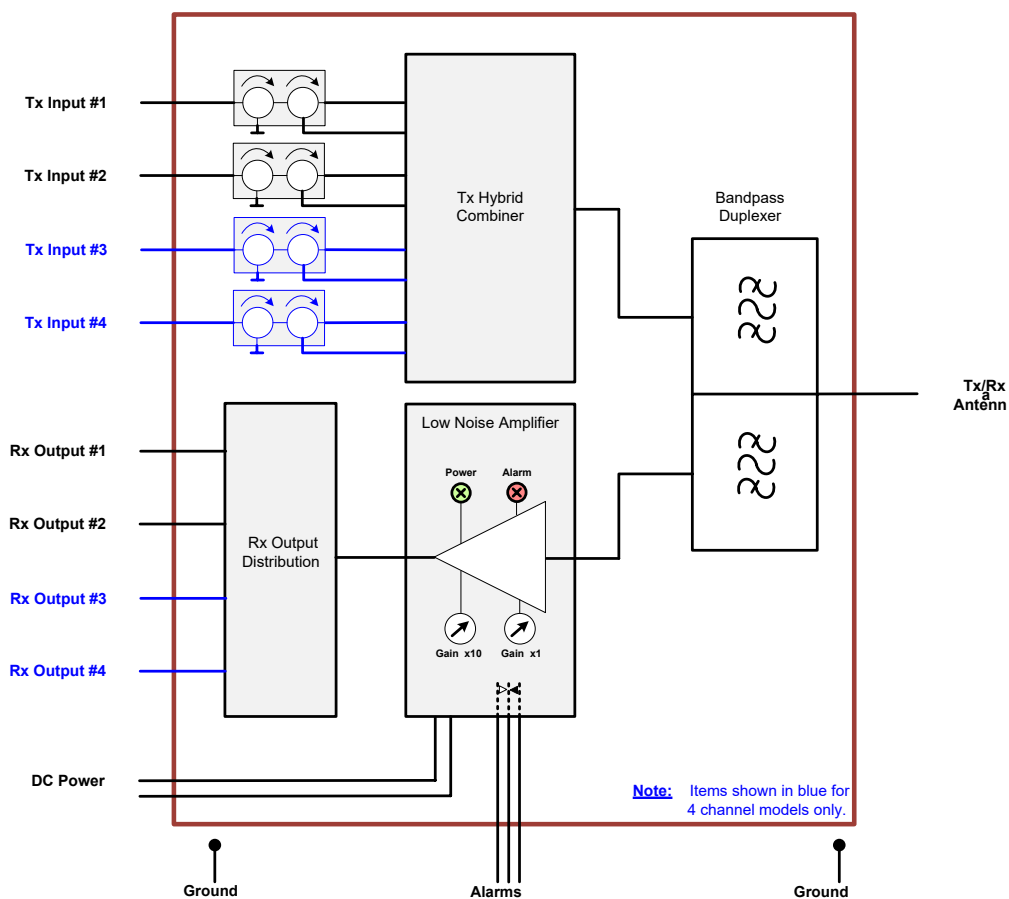 Tx Input #1
Tx Input #2
Tx Input #3
Tx Input #4
Tx Hybrid
Combiner
Bandpass
Duplexer
Tx/Rx
a
Antenn
Rx Output #1
Rx Output #2
Rx Output #3
Rx Output #4
Rx Output
Distribution
Low Noise Amplifier
Power
Alarm
Gain x10
Gain x1
DC Power
Note: Items shown in blue for
4 channel models only.
Ground
Alarms
Ground